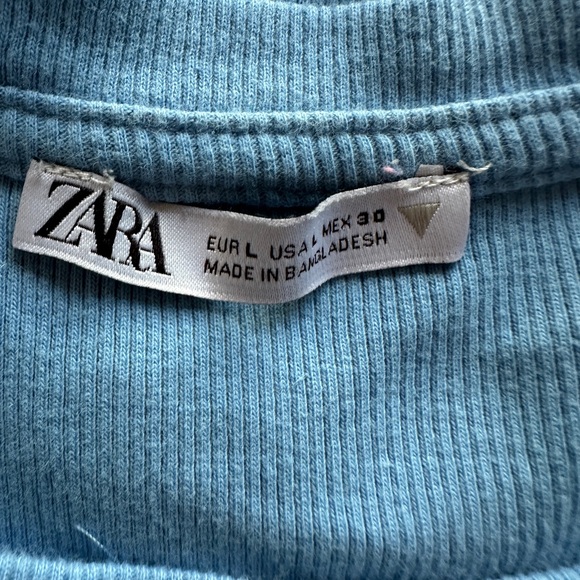 ZARA
EUR L USA L MEX 30
MADE IN BANGLADESH